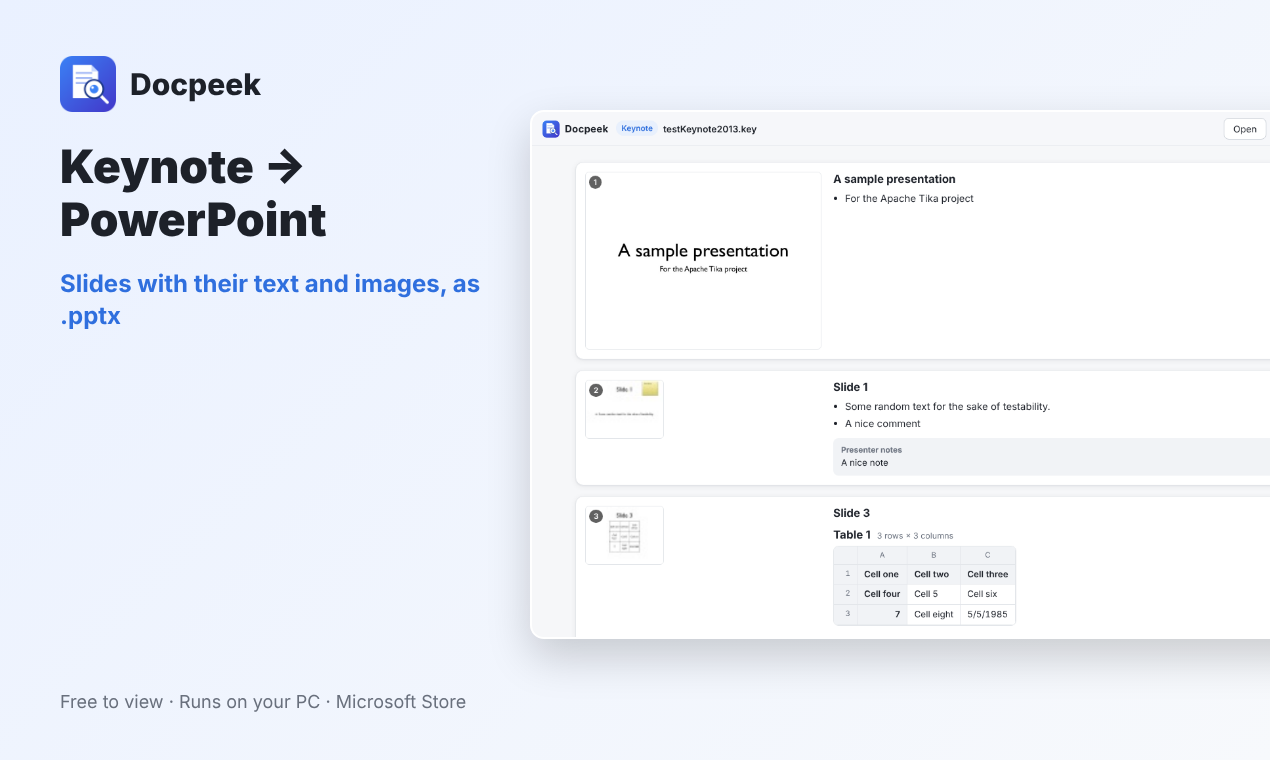 Docpeek
Keynote →
PowerPoint
Slides with their text and images, as
.pptx
Free to view · Runs on your PC · Microsoft Store
Docpeek Keynote testKeynote2013.key Open
1
A sample presentation
For the Apache Tika project
A sample presentation
• For the Apache Tika project
2
Slide 1
Slide 1
• Some random text for the sake of testability.
• A nice comment
Presenter notes
A nice note
3
Slide 3
Slide 3
Table 1 3 rows × 3 columns
A B C
1 Cell one Cell two Cell three
2 Cell four Cell 5 Cell six
3 7 Cell eight 5/5/1985